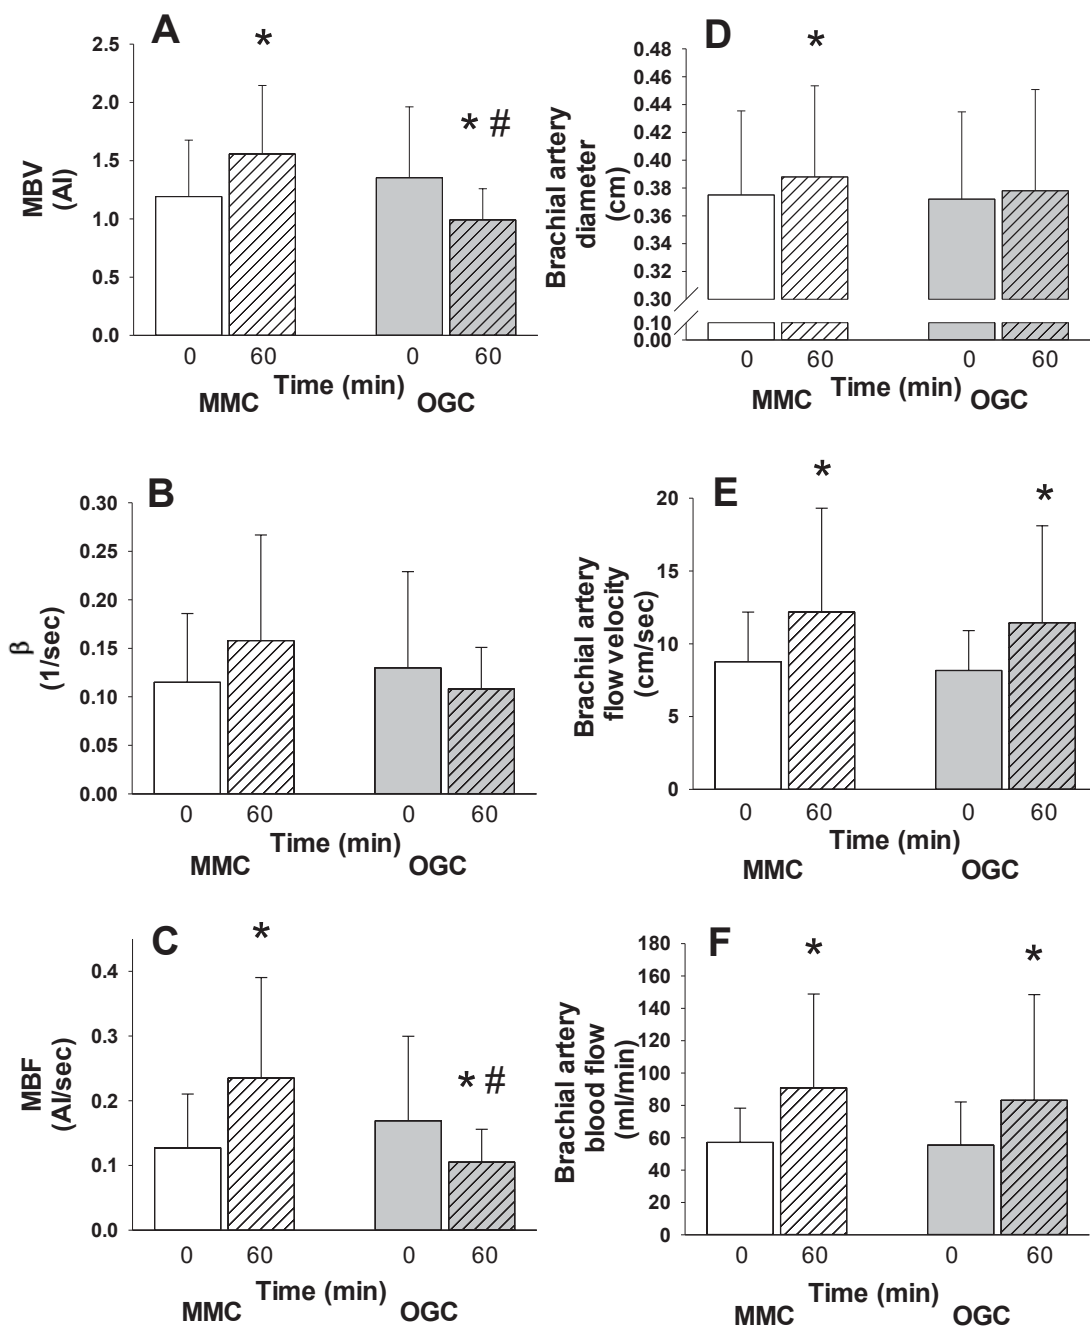 A
*
2.5
2.0
1.5
1.0
0.5
0.0
MBV
(AI)
* #
0 60 0 60
Time (min)
MMC OGC
D
*
0.48
0.46
0.44
0.42
0.40
0.38
0.36
0.34
0.32
0.30
0.10
0.00
Brachial artery
diameter
(cm)
0 60 0 60
Time (min)
MMC OGC
B
0.30
0.25
0.20
0.15
0.10
0.05
0.00
β
(1/sec)
0 60 0 60
Time (min)
MMC OGC
E
*
*
20
15
10
5
0
Brachial artery
flow velocity
(cm/sec)
0 60 0 60
Time (min)
MMC OGC
C
*
0.4
0.3
0.2
0.1
0.0
MBF
(AI/sec)
* #
0 60 0 60
Time (min)
MMC OGC
F
*
*
180
160
140
120
100
80
60
40
20
0
Brachial artery
blood flow
(ml/min)
0 60 0 60
Time (min)
MMC OGC